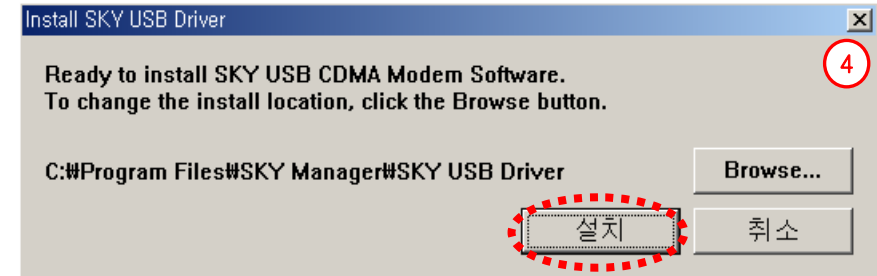 Install SKY USB Driver
4
Ready to install SKY USB CDMA Modem Software.
To change the install location, click the Browse button.
C:₩Program Files₩SKY Manager₩SKY USB Driver
Browse...
설치
취소